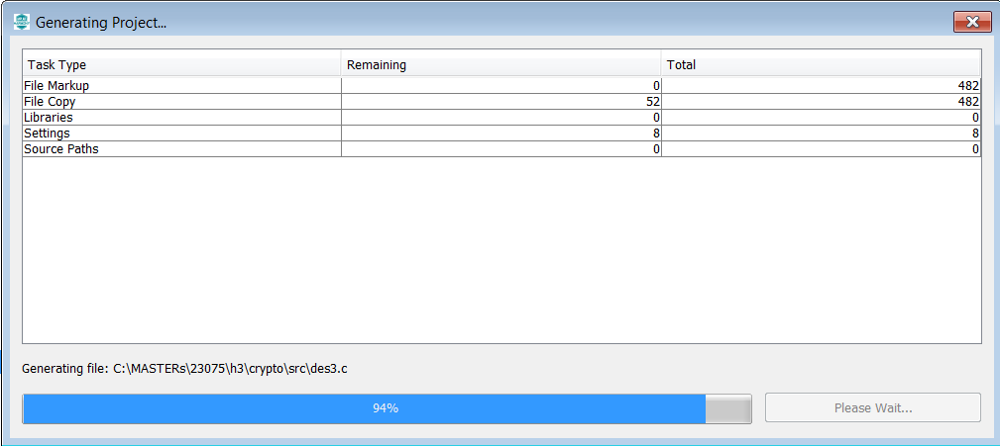 Generating Project...
Task Type Remaining Total
File Markup 0 482
File Copy 52 482
Libraries 0 0
Settings 8 8
Source Paths 0 0
Generating file: C:\MASTERs\23075\h3\crypto\src\des3.c
94% Please Wait...